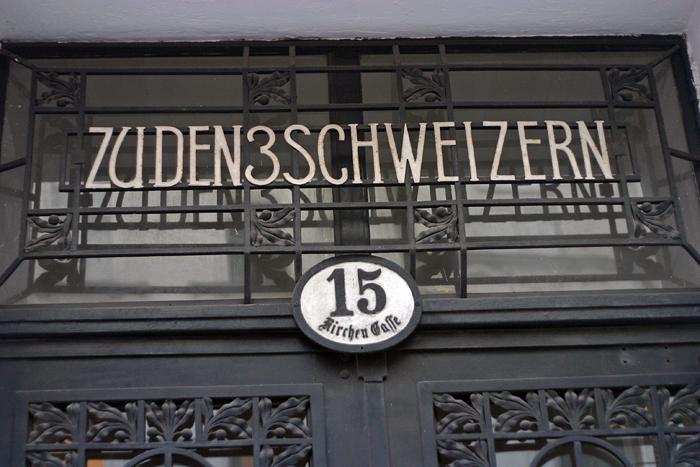 ZU DEN 3 SCHWEIZERN
15
Kirchen Gasse